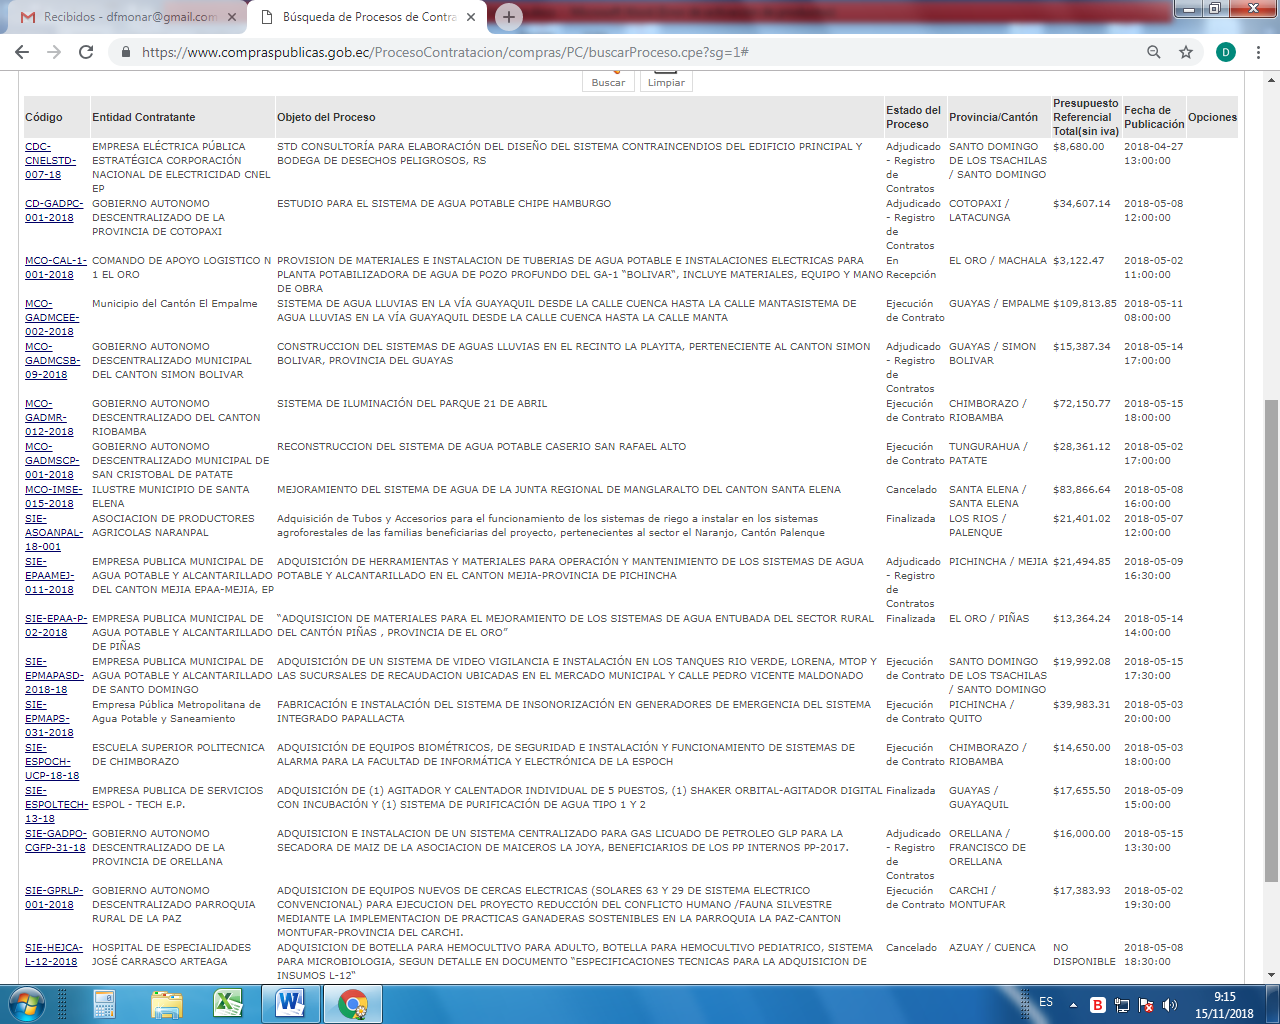 Recibidos - dfmonar@gmail.com
Búsqueda de Procesos de Contra
https://www.compraspublicas.gob.ec/ProcesoContratacion/compras/PC/buscarProceso.cpe?sg=1#
D
Buscar Limpiar
Código
Entidad Contratante
Objeto del Proceso
Estado del
Proceso
Provincia/Cantón
Presupuesto
Referencial
Total(sin iva)
Fecha de
Publicación
Opciones
CDC-
CNELSTD-
007-18
EMPRESA ELÉCTRICA PÚBLICA
ESTRATÉGICA CORPORACIÓN
NACIONAL DE ELECTRICIDAD CNEL
EP
STD CONSULTORÍA PARA ELABORACIÓN DEL DISEÑO DEL SISTEMA CONTRAINCENDIOS DEL EDIFICIO PRINCIPAL Y
BODEGA DE DESECHOS PELIGROSOS, RS
Adjudicado
- Registro
de
Contratos
SANTO DOMINGO
DE LOS TSACHILAS
/ SANTO DOMINGO
$8,680.00
2018-04-27
13:00:00
CD-GADPC-
001-2018
GOBIERNO AUTONOMO
DESCENTRALIZADO DE LA
PROVINCIA DE COTOPAXI
ESTUDIO PARA EL SISTEMA DE AGUA POTABLE CHIPE HAMBURGO
Adjudicado
- Registro
de
Contratos
COTOPAXI /
LATACUNGA
$34,607.14
2018-05-08
12:00:00
MCO-CAL-1-
001-2018
COMANDO DE APOYO LOGISTICO N
1 EL ORO
PROVISION DE MATERIALES E INSTALACION DE TUBERIAS DE AGUA POTABLE E INSTALACIONES ELECTRICAS PARA
PLANTA POTABILIZADORA DE AGUA DE POZO PROFUNDO DEL GA-1 "BOLIVAR", INCLUYE MATERIALES, EQUIPO Y MANO
DE OBRA
En
Recepción
EL ORO / MACHALA
$3,122.47
2018-05-02
11:00:00
MCO-
GADMCEE-
002-2018
Municipio del Cantón El Empalme
SISTEMA DE AGUA LLUVIAS EN LA VÍA GUAYAQUIL DESDE LA CALLE CUENCA HASTA LA CALLE MANTASISTEMA DE
AGUA LLUVIAS EN LA VÍA GUAYAQUIL DESDE LA CALLE CUENCA HASTA LA CALLE MANTA
Ejecución
de Contrato
GUAYAS / EMPALME
$109,813.85
2018-05-11
08:00:00
MCO-
GADMCSB-
09-2018
GOBIERNO AUTONOMO
DESCENTRALIZADO MUNICIPAL
DEL CANTON SIMON BOLIVAR
CONSTRUCCION DEL SISTEMAS DE AGUAS LLUVIAS EN EL RECINTO LA PLAYITA, PERTENECIENTE AL CANTON SIMON
BOLIVAR, PROVINCIA DEL GUAYAS
Adjudicado
- Registro
de
Contratos
GUAYAS / SIMON
BOLIVAR
$15,387.34
2018-05-14
17:00:00
MCO-
GADMR-
012-2018
GOBIERNO AUTONOMO
DESCENTRALIZADO DEL CANTON
RIOBAMBA
SISTEMA DE ILUMINACIÓN DEL PARQUE 21 DE ABRIL
Ejecución
de Contrato
CHIMBORAZO /
RIOBAMBA
$72,150.77
2018-05-15
18:00:00
MCO-
GADMSCP-
001-2018
GOBIERNO AUTONOMO
DESCENTRALIZADO MUNICIPAL DE
SAN CRISTOBAL DE PATATE
RECONSTRUCCION DEL SISTEMA DE AGUA POTABLE CASERIO SAN RAFAEL ALTO
Ejecución
de Contrato
TUNGURAHUA /
PATATE
$28,361.12
2018-05-02
17:00:00
MCO-IMSE-
015-2018
ILUSTRE MUNICIPIO DE SANTA
ELENA
MEJORAMIENTO DEL SISTEMA DE AGUA DE LA JUNTA REGIONAL DE MANGLARALTO DEL CANTON SANTA ELENA
Cancelado
SANTA ELENA /
SANTA ELENA
$83,866.64
2018-05-08
16:00:00
SIE-
ASOANPAL-
18-001
ASOCIACION DE PRODUCTORES
AGRICOLAS NARANPAL
Adquisición de Tubos y Accesorios para el funcionamiento de los sistemas de riego a instalar en los sistemas
agroforestales de las familias beneficiarias del proyecto, pertenecientes al sector el Naranjo, Cantón Palenque
Finalizada
LOS RIOS /
PALENQUE
$21,401.02
2018-05-07
12:00:00
SIE-
EPAAMEJ-
011-2018
EMPRESA PUBLICA MUNICIPAL DE
AGUA POTABLE Y ALCANTARILLADO
DEL CANTON MEJIA EPAA-MEJIA, EP
ADQUISICIÓN DE HERRAMIENTAS Y MATERIALES PARA OPERACIÓN Y MANTENIMIENTO DE LOS SISTEMAS DE AGUA
POTABLE Y ALCANTARILLADO EN EL CANTON MEJIA-PROVINCIA DE PICHINCHA
Adjudicado
- Registro
de
Contratos
PICHINCHA / MEJIA
$21,494.85
2018-05-09
16:30:00
SIE-EPAA-P-
02-2018
EMPRESA PUBLICA MUNICIPAL DE
AGUA POTABLE Y ALCANTARILLADO
DE PIÑAS
"ADQUISICION DE MATERIALES PARA EL MEJORAMIENTO DE LOS SISTEMAS DE AGUA ENTUBADA DEL SECTOR RURAL
DEL CANTÓN PIÑAS , PROVINCIA DE EL ORO"
Finalizada
EL ORO / PIÑAS
$13,364.24
2018-05-14
14:00:00
SIE-
EPMAPASD-
2018-18
EMPRESA PUBLICA MUNICIPAL DE
AGUA POTABLE Y ALCANTARILLADO
DE SANTO DOMINGO
ADQUISICIÓN DE UN SISTEMA DE VIDEO VIGILANCIA E INSTALACIÓN EN LOS TANQUES RIO VERDE, LORENA, MTOP Y
LAS SUCURSALES DE RECAUDACION UBICADAS EN EL MERCADO MUNICIPAL Y CALLE PEDRO VICENTE MALDONADO
Ejecución
de Contrato
SANTO DOMINGO
DE LOS TSACHILAS
/ SANTO DOMINGO
$19,992.08
2018-05-15
17:30:00
SIE-
EPMAPS-
031-2018
Empresa Pública Metropolitana de
Agua Potable y Saneamiento
FABRICACIÓN E INSTALACIÓN DEL SISTEMA DE INSONORIZACIÓN EN GENERADORES DE EMERGENCIA DEL SISTEMA
INTEGRADO PAPALLACTA
Ejecución
de Contrato
PICHINCHA /
QUITO
$39,983.31
2018-05-03
20:00:00
SIE-
ESPOCH-
UCP-18-18
ESCUELA SUPERIOR POLITECNICA
DE CHIMBORAZO
ADQUISICIÓN DE EQUIPOS BIOMÉTRICOS, DE SEGURIDAD E INSTALACIÓN Y FUNCIONAMIENTO DE SISTEMAS DE
ALARMA PARA LA FACULTAD DE INFORMÁTICA Y ELECTRÓNICA DE LA ESPOCH
Ejecución
de Contrato
CHIMBORAZO /
RIOBAMBA
$14,650.00
2018-05-03
18:00:00
SIE-
ESPOLTECH-
13-18
EMPRESA PUBLICA DE SERVICIOS
ESPOL - TECH E.P.
ADQUISICIÓN DE (1) AGITADOR Y CALENTADOR INDIVIDUAL DE 5 PUESTOS, (1) SHAKER ORBITAL-AGITADOR DIGITAL
CON INCUBACIÓN Y (1) SISTEMA DE PURIFICACIÓN DE AGUA TIPO 1 Y 2
Finalizada
GUAYAS /
GUAYAQUIL
$17,655.50
2018-05-09
15:00:00
SIE-GADPO-
CGFP-31-18
GOBIERNO AUTONOMO
DESCENTRALIZADO DE LA
PROVINCIA DE ORELLANA
ADQUISICION E INSTALACION DE UN SISTEMA CENTRALIZADO PARA GAS LICUADO DE PETROLEO GLP PARA LA
SECADORA DE MAIZ DE LA ASOCIACION DE MAICEROS LA JOYA, BENEFICIARIOS DE LOS PP INTERNOS PP-2017.
Adjudicado
- Registro
de
Contratos
ORELLANA /
FRANCISCO DE
ORELLANA
$16,000.00
2018-05-15
13:30:00
SIE-GPRLP-
001-2018
GOBIERNO AUTONOMO
DESCENTRALIZADO PARROQUIA
RURAL DE LA PAZ
ADQUISICION DE EQUIPOS NUEVOS DE CERCAS ELECTRICAS (SOLARES 63 Y 29 DE SISTEMA ELECTRICO
CONVENCIONAL) PARA EJECUCION DEL PROYECTO REDUCCIÓN DEL CONFLICTO HUMANO /FAUNA SILVESTRE
MEDIANTE LA IMPLEMENTACION DE PRACTICAS GANADERAS SOSTENIBLES EN LA PARROQUIA LA PAZ-CANTON
MONTUFAR-PROVINCIA DEL CARCHI.
Ejecución
de Contrato
CARCHI /
MONTUFAR
$17,383.93
2018-05-02
19:30:00
SIE-HEJCA-
L-12-2018
HOSPITAL DE ESPECIALIDADES
JOSÉ CARRASCO ARTEAGA
ADQUISICION DE BOTELLA PARA HEMOCULTIVO PARA ADULTO, BOTELLA PARA HEMOCULTIVO PEDIATRICO, SISTEMA
PARA MICROBIOLOGIA, SEGUN DETALLE EN DOCUMENTO "ESPECIFICACIONES TECNICAS PARA LA ADQUISICION DE
INSUMOS L-12"
Cancelado
AZUAY / CUENCA
NO
DISPONIBLE
2018-05-08
18:30:00
ES
9:15
15/11/2018